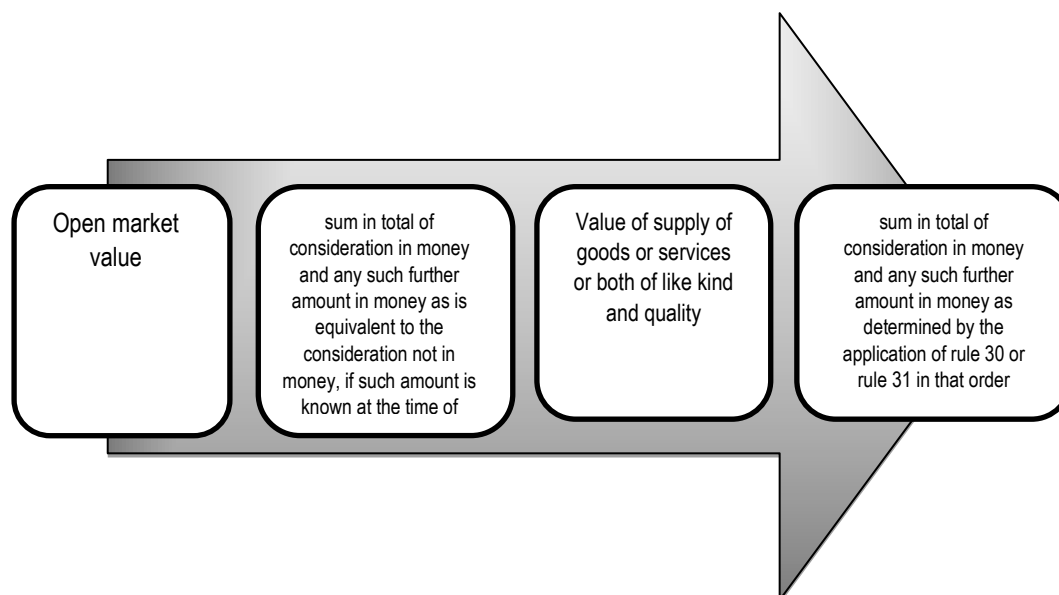 Open market
value
sum in total of
consideration in money
and any such further
amount in money as is
equivalent to the
consideration not in
money, if such amount is
known at the time of
Value of supply of
goods or services
or both of like kind
and quality
sum in total of
consideration in money
and any such further
amount in money as
determined by the
application of rule 30 or
rule 31 in that order